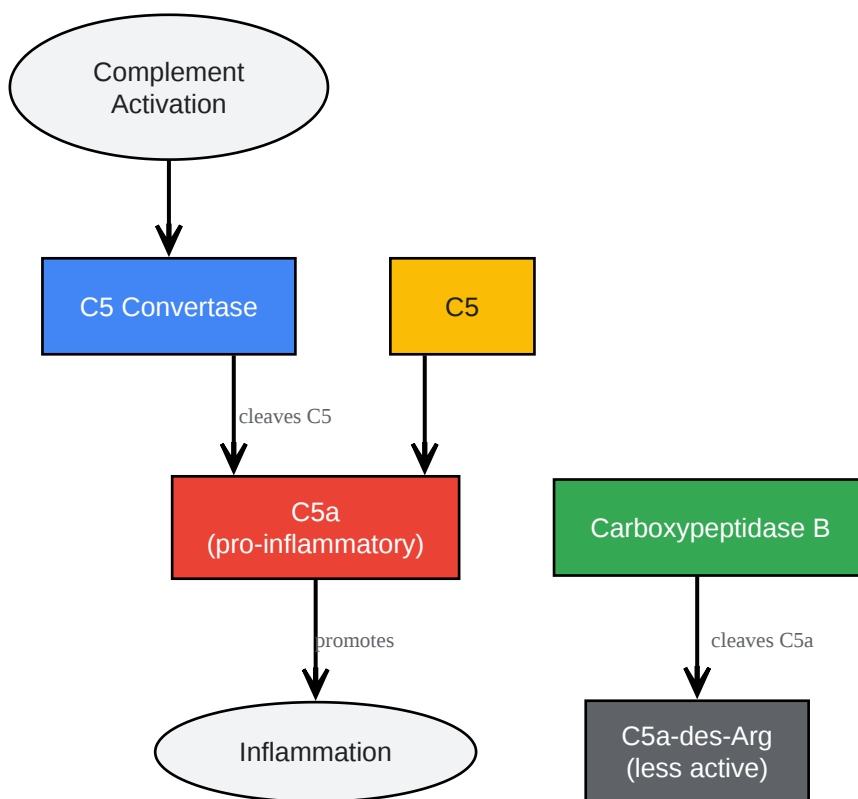 Complement
Activation
C5 Convertase
C5
cleaves C5
C5a
(pro-inflammatory)
Carboxypeptidase B
promotes
cleaves C5a
Inflammation
C5a-des-Arg
(less active)